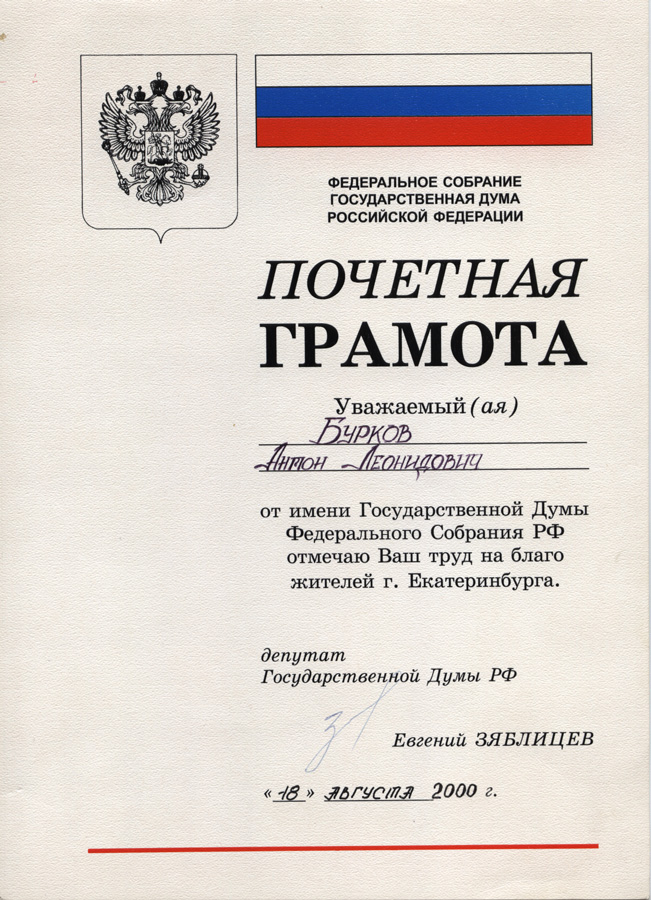 ФЕДЕРАЛЬНОЕ СОБРАНИЕ
ГОСУДАРСТВЕННАЯ ДУМА
РОССИЙСКОЙ ФЕДЕРАЦИИ
ПОЧЕТНАЯ
ГРАМОТА
Уважаемый (ая)
Бурков
Антон Леонидович
от имени Государственной Думы
Федерального Собрания РФ
отмечаю Ваш труд на благо
жителей г. Екатеринбурга.
депутат
Государственной Думы РФ
Евгений ЗЯБЛИЦЕВ
«18» августа 2000 г.